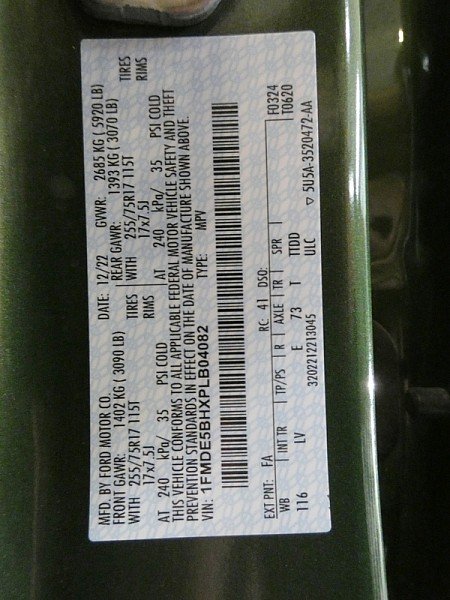 MFD. BY FORD MOTOR CO. DATE: 12/22 GVWR: 2685 KG ( 5920 LB)
FRONT GAWR: 1402 KG ( 3090 LB) REAR GAWR: 1393 KG ( 3070 LB)
WITH 255/75R17 115T TIRES WITH 255/75R17 115T TIRES
17x7.5J RIMS 17x7.5J RIMS
AT 240 kPa/ 35 PSI COLD AT 240 kPa/ 35 PSI COLD
THIS VEHICLE CONFORMS TO ALL APPLICABLE FEDERAL MOTOR VEHICLE SAFETY AND THEFT
PREVENTION STANDARDS IN EFFECT ON THE DATE OF MANUFACTURE SHOWN ABOVE.
VIN: 1FMDE5BHXPLB04082 TYPE: MPV
F0324
EXT PNT: FA RC: 41 DSO: T0620
WB INT TR TP/PS R AXLE TR SPR
116 LV E 73 T TTDD
ULC
3202212213045 ▽ 5U5A-3520472-AA